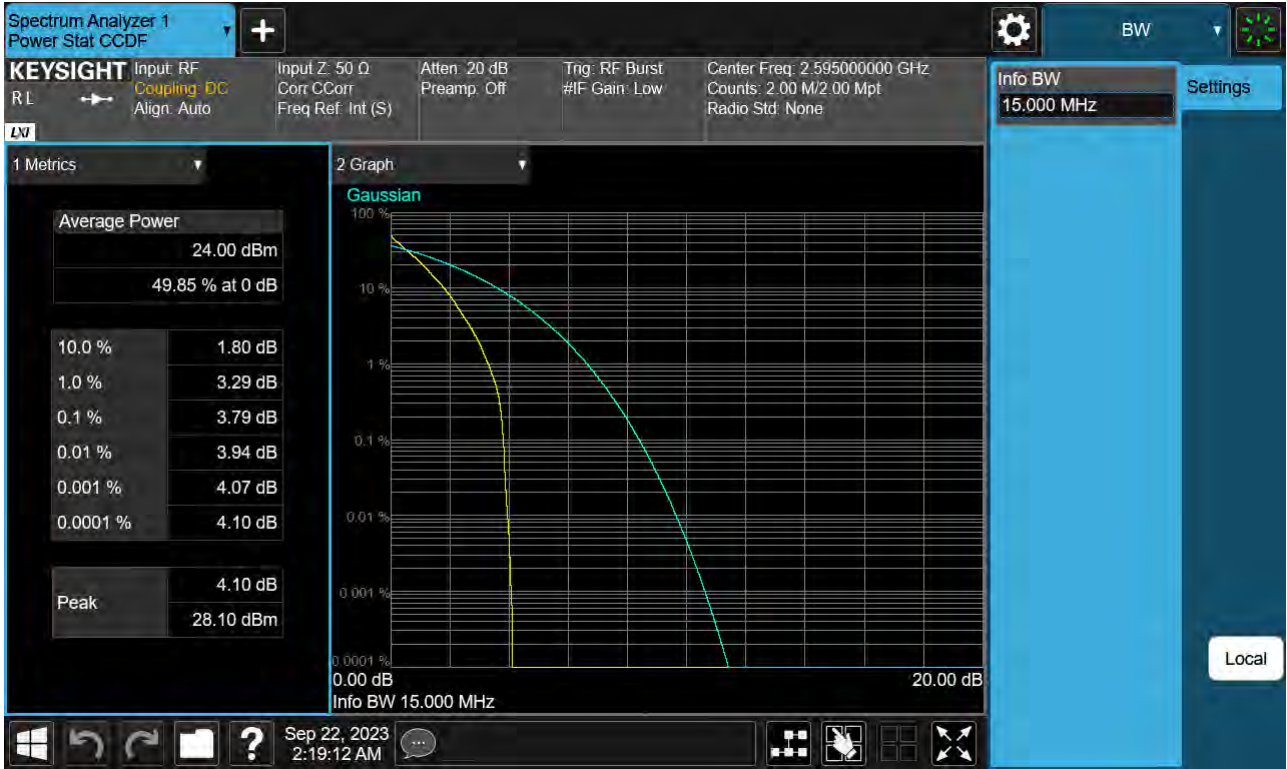 Spectrum Analyzer 1
Power Stat CCDF
BW
KEYSIGHT
R L
LXI
Input: RF
Coupling: DC
Align: Auto
Input Z: 50 Ω
Corr CCorr
Freq Ref: Int (S)
Atten: 20 dB
Preamp: Off
Trig: RF Burst
#IF Gain: Low
Center Freq: 2.595000000 GHz
Counts: 2.00 M/2.00 Mpt
Radio Std: None
Info BW
15.000 MHz
Settings
1 Metrics
Average Power
24.00 dBm
49.85 % at 0 dB
10.0 % 1.80 dB
1.0 % 3.29 dB
0.1 % 3.79 dB
0.01 % 3.94 dB
0.001 % 4.07 dB
0.0001 % 4.10 dB
Peak
4.10 dB
28.10 dBm
2 Graph
Gaussian
100 %
10 %
1 %
0.1 %
0.01 %
0.001 %
0.0001 %
0.00 dB 20.00 dB
Info BW 15.000 MHz
Local
?
Sep 22, 2023
2:19:12 AM